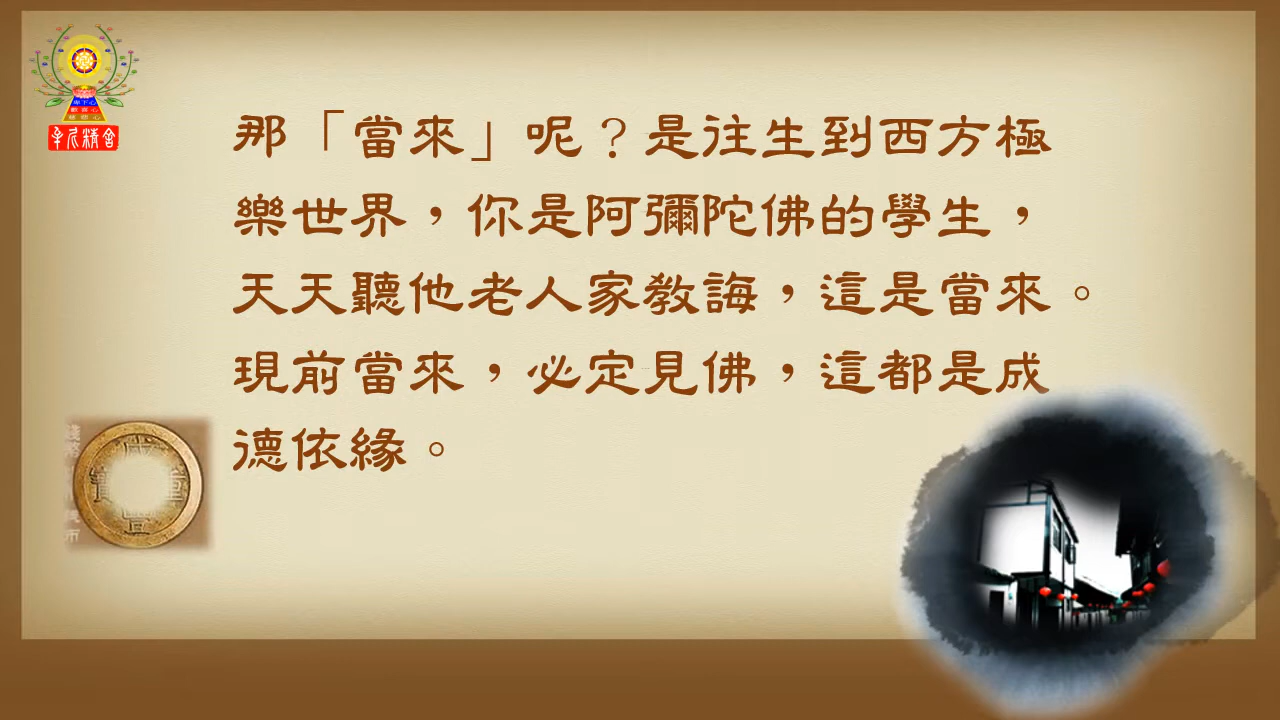 那「當來」呢？是往生到西方極
樂世界，你是阿彌陀佛的學生，
天天聽他老人家教誨，這是當來。
現前當來，必定見佛，這都是成
德依緣。